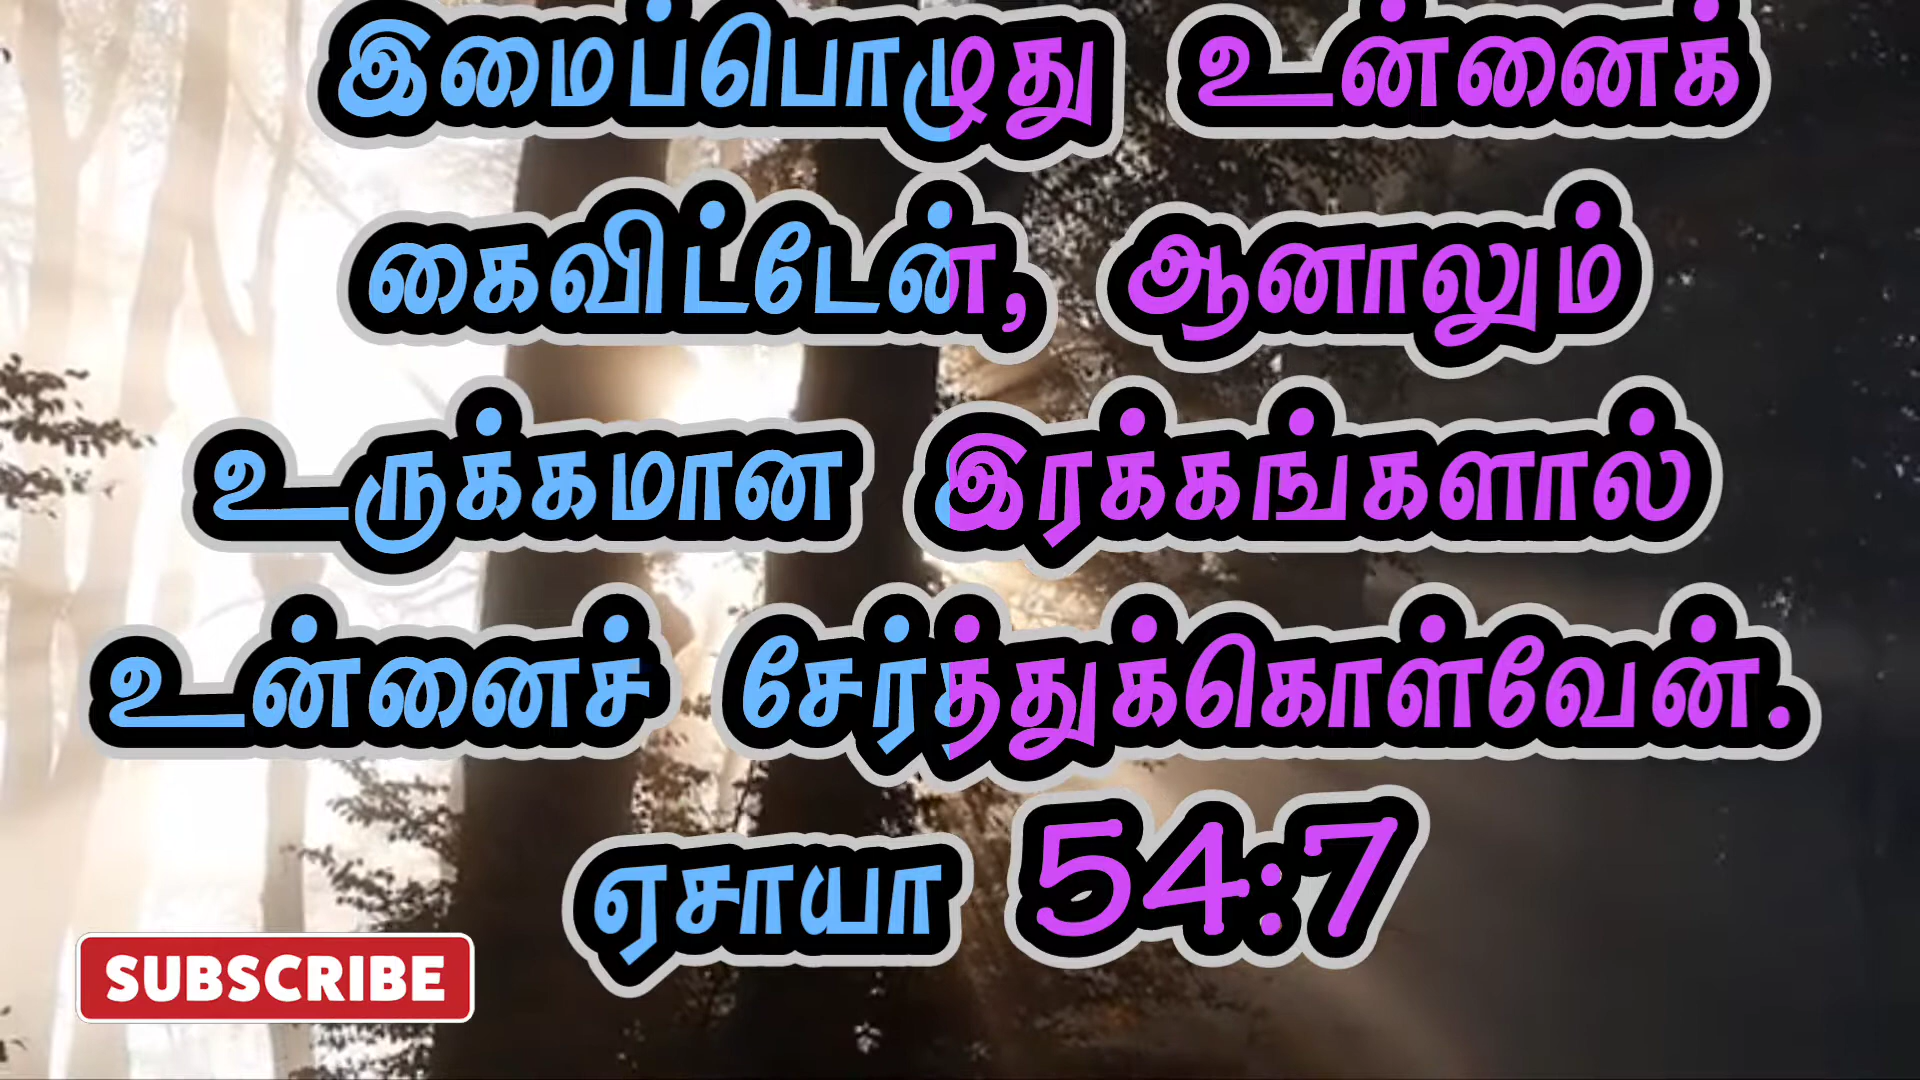 இமைப்பொழுது உன்னைக்
கைவிட்டேன், ஆனாலும்
உருக்கமான இரக்கங்களால்
உன்னைச் சேர்த்துக்கொள்வேன்.
ஏசாயா 54:7
SUBSCRIBE